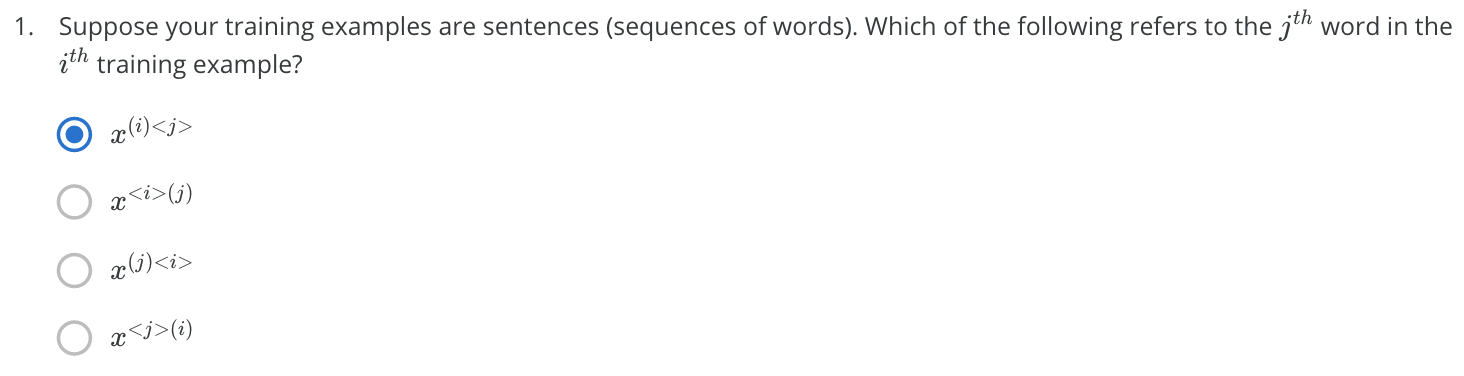 1. Suppose your training examples are sentences (sequences of words). Which of the following refers to the $j^{th}$ word in the
$i^{th}$ training example?
$x^{(i)<j>}$
$x^{<i>(j)}$
$x^{(j)<i>}$
$x^{<j>(i)}$